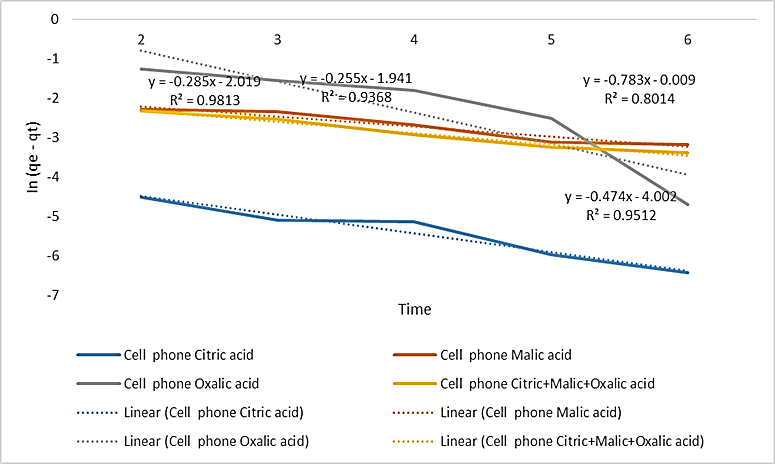 0
2 3 4 5 6
-1
y = -0.285x - 2.019 y = -0.255x - 1.941 y = -0.783x - 0.009
R² = 0.9813 R² = 0.9368 R² = 0.8014
-2
-3
-4
y = -0.474x - 4.002
R² = 0.9512
-5
-6
-7
ln (qe - qt)
Time
Cell phone Citric acid Cell phone Malic acid
Cell phone Oxalic acid Cell phone Citric+Malic+Oxalic acid
Linear (Cell phone Citric acid) Linear (Cell phone Malic acid)
Linear (Cell phone Oxalic acid) Linear (Cell phone Citric+Malic+Oxalic acid)